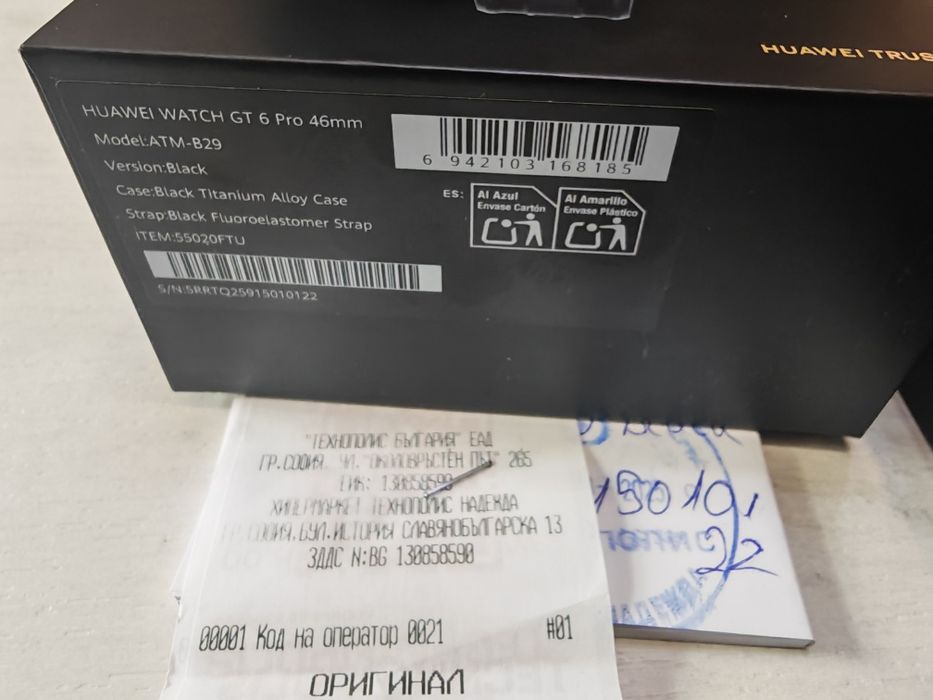 HUAWEI TRUS
HUAWEI WATCH GT 6 Pro 46mm
Model:ATM-B29
Version:Black
Case:Black Titanium Alloy Case
Strap:Black Fluoroelastomer Strap
ITEM:55020FTU
S/N:5RRTQ25915010122
6 942103 168185
ES:
Al Azul
Envase Cartón
Al Amarillo
Envase Plástico
"ТЕХНОПОЛИС БЪЛГАРИЯ" ЕАД
ГР.СОФИЯ, УЛ."ОКОЛОВРЪСТЕН ПЪТ" 265
ЕИК: 130858590
ХИПЕРМАРКЕТ ТЕХНОПОЛИС НАДЕЖДА
ГР.СОФИЯ.БУЛ.ИСТОРИЯ СЛАВЯНОБЪЛГАРСКА 13
ЗДДС N:BG 130858590
00001 Код на оператор 0021 #01
ОРИГИНАЛ
15010,
22
НАДЕЖДА